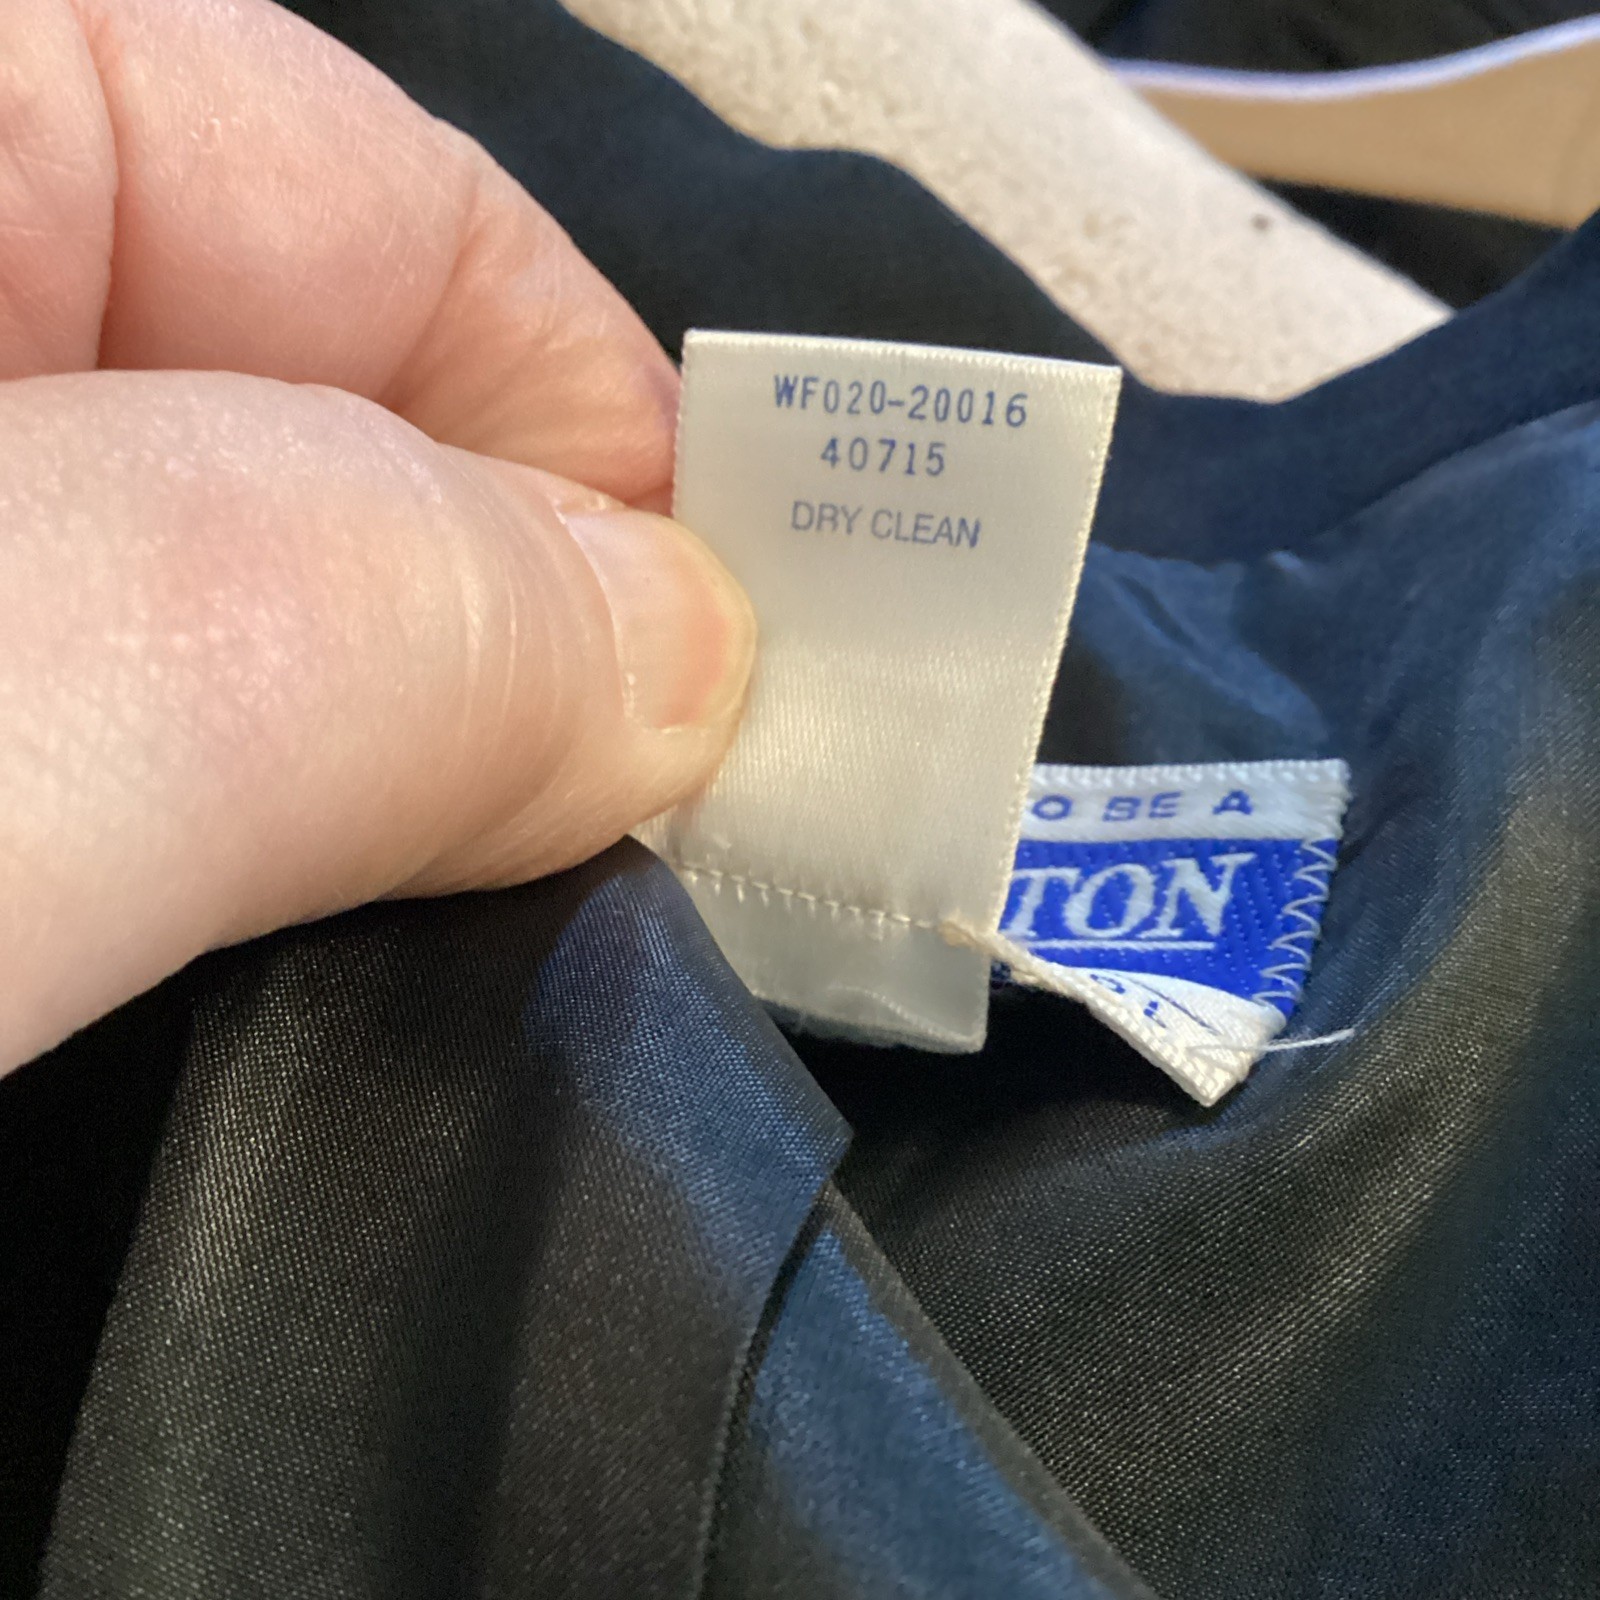 WF020-20016
40715
DRY CLEAN
O BE A
TON